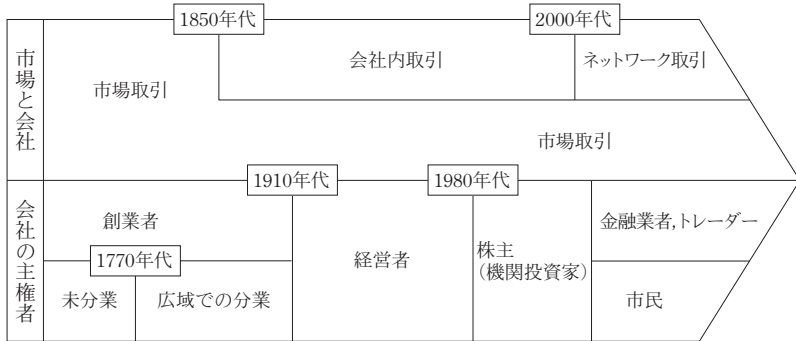 1850年代
2000年代
市場と会社
市場取引
会社内取引
ネットワーク取引
市場取引
1910年代
1980年代
会社の主権者
創業者
1770年代
未分業
広域での分業
経営者
株主
(機関投資家)
金融業者,トレーダー
市民